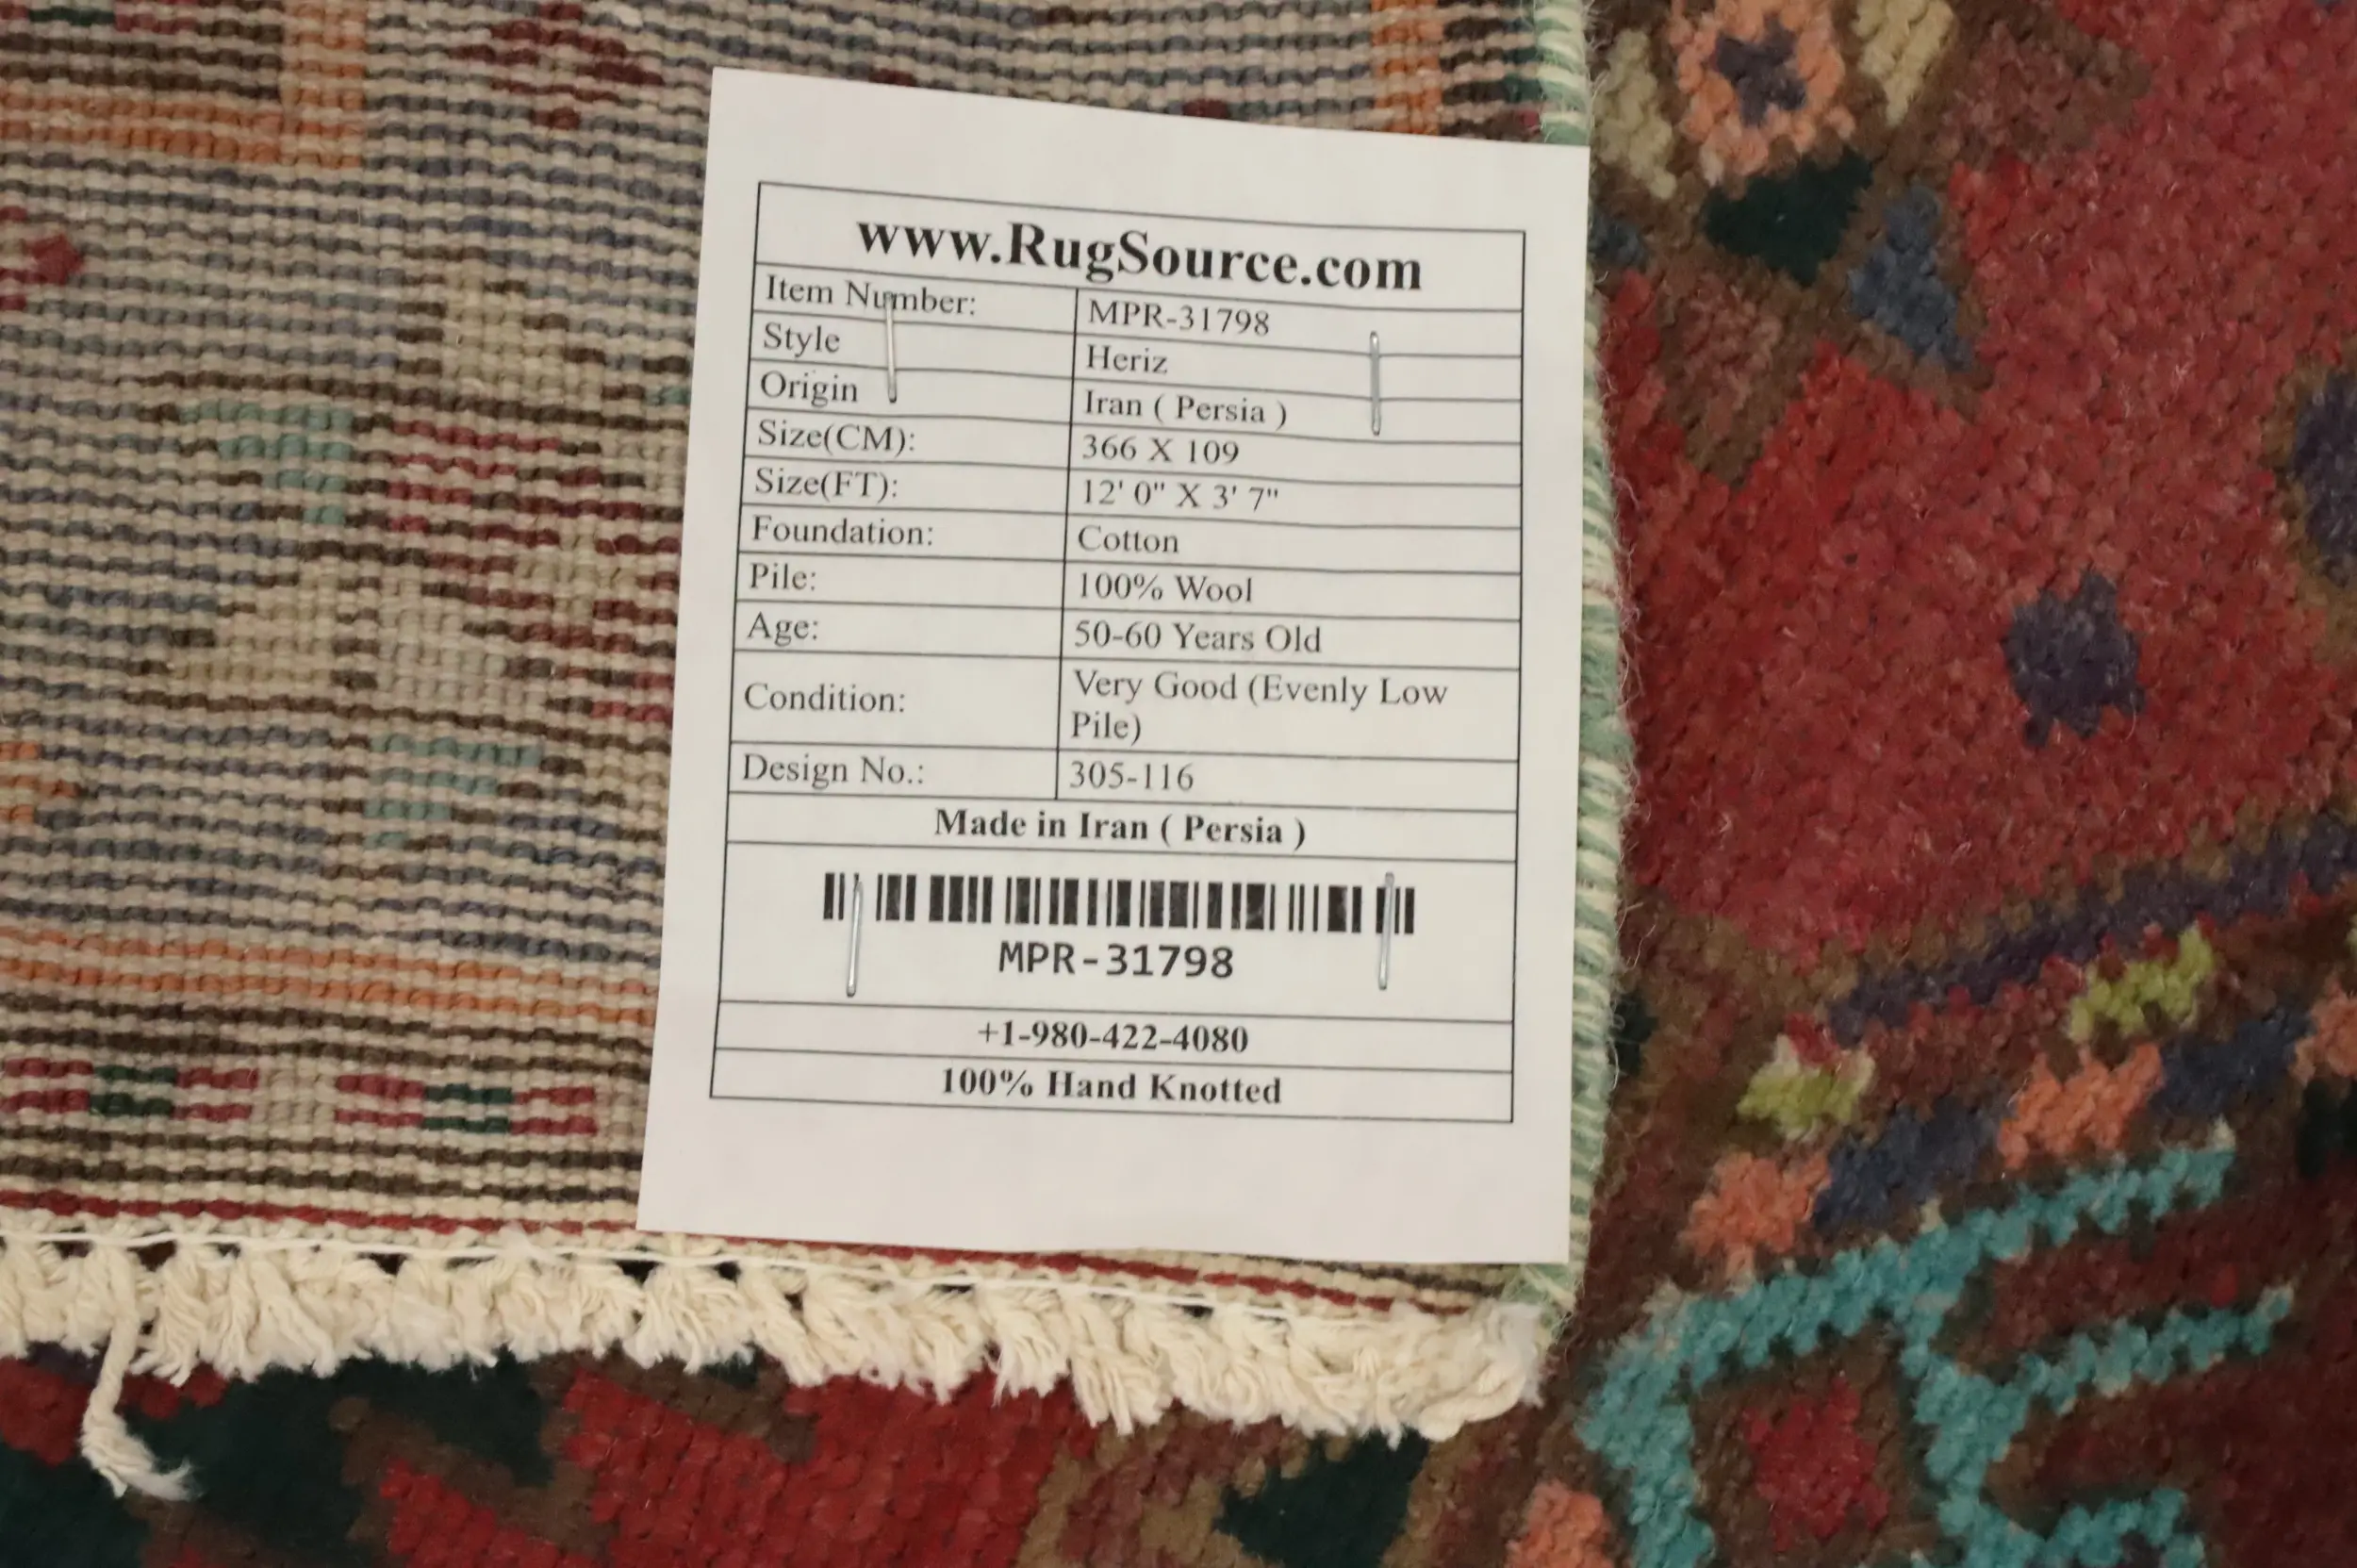 www.RugSource.com
Item Number: MPR-31798
Style Heriz
Origin Iran ( Persia )
Size(CM): 366 X 109
Size(FT): 12' 0" X 3' 7"
Foundation: Cotton
Pile: 100% Wool
Age: 50-60 Years Old
Condition: Very Good (Evenly Low
Pile)
Design No.: 305-116
Made in Iran ( Persia )
MPR-31798
+1-980-422-4080
100% Hand Knotted